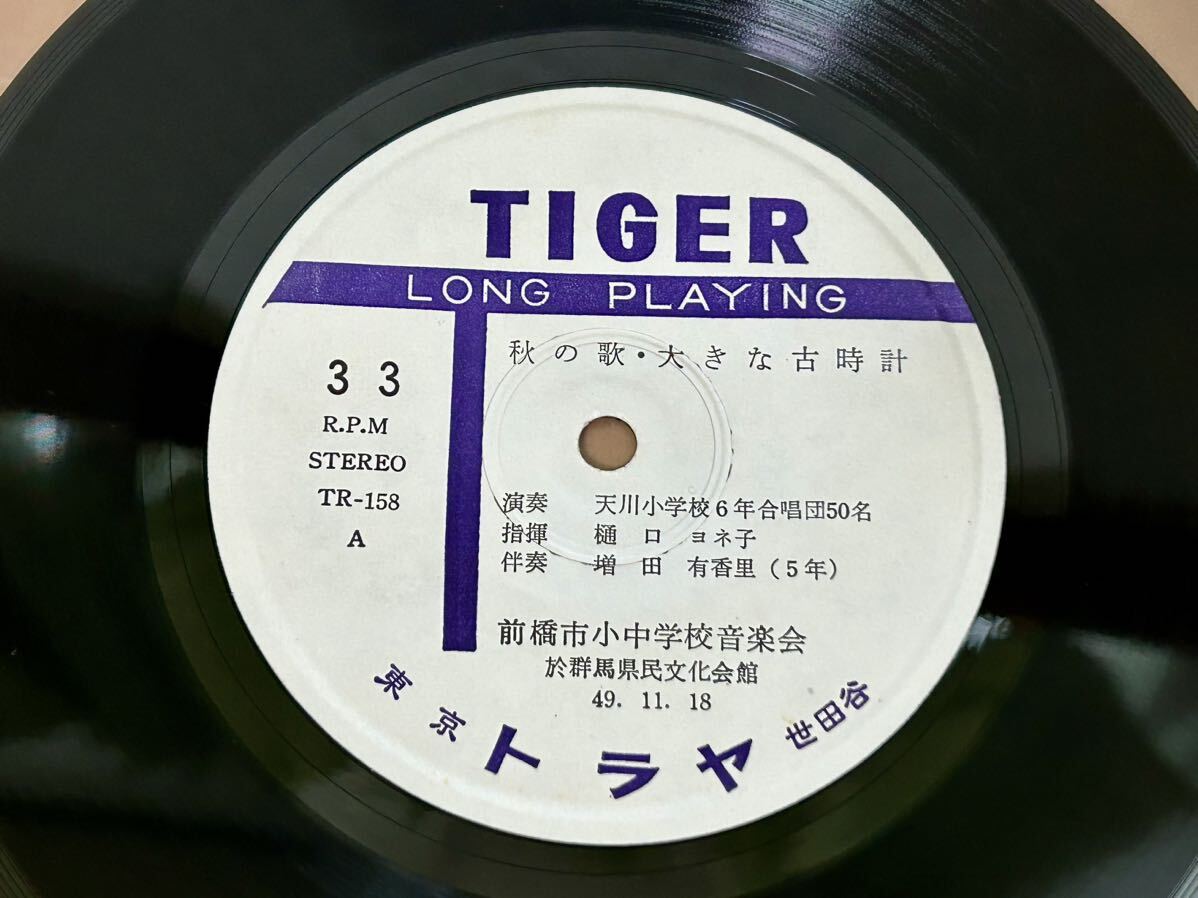 TIGER
LONG PLAYING
秋の歌・大きな古時計
33
R.P.M
STEREO
TR-158
A
演奏 天川小学校6年合唱団50名
指揮 樋口 ヨネ子
伴奏 増田 有香里(5年)
前橋市小中学校音楽会
於群馬県民文化会館
49. 11. 18
東京 トラヤ 世田谷